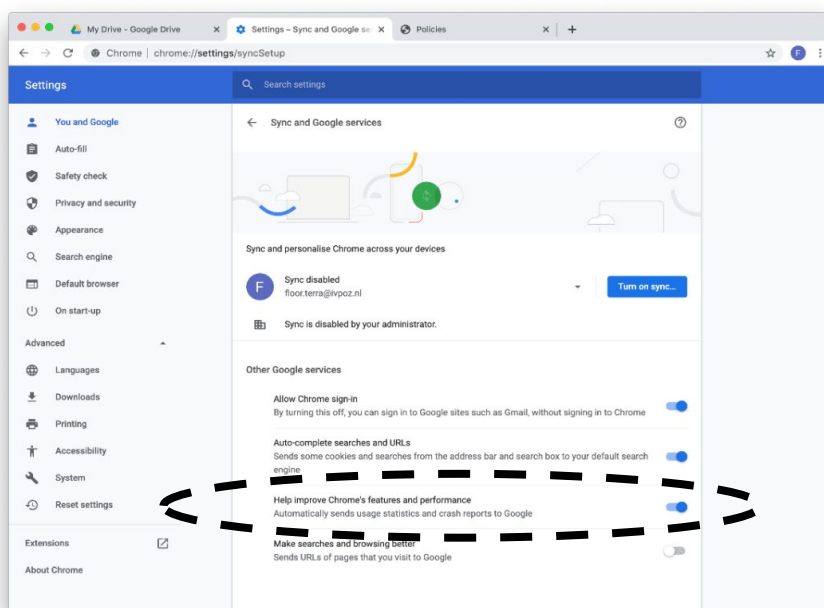 My Drive - Google Drive
Settings – Sync and Google se
Policies
Chrome | chrome://settings/syncSetup
F
Settings
Search settings
You and Google
Auto-fill
Safety check
Privacy and security
Appearance
Search engine
Default browser
On start-up
Advanced
Languages
Downloads
Printing
Accessibility
System
Reset settings
Extensions
About Chrome
Sync and Google services
Sync and personalise Chrome across your devices
F
Sync disabled
floor.terra@ivpoz.nl
Turn on sync...
Sync is disabled by your administrator.
Other Google services
Allow Chrome sign-in
By turning this off, you can sign in to Google sites such as Gmail, without signing in to Chrome
Auto-complete searches and URLs
Sends some cookies and searches from the address bar and search box to your default search
engine
Help improve Chrome's features and performance
Automatically sends usage statistics and crash reports to Google
Make searches and browsing better
Sends URLs of pages that you visit to Google